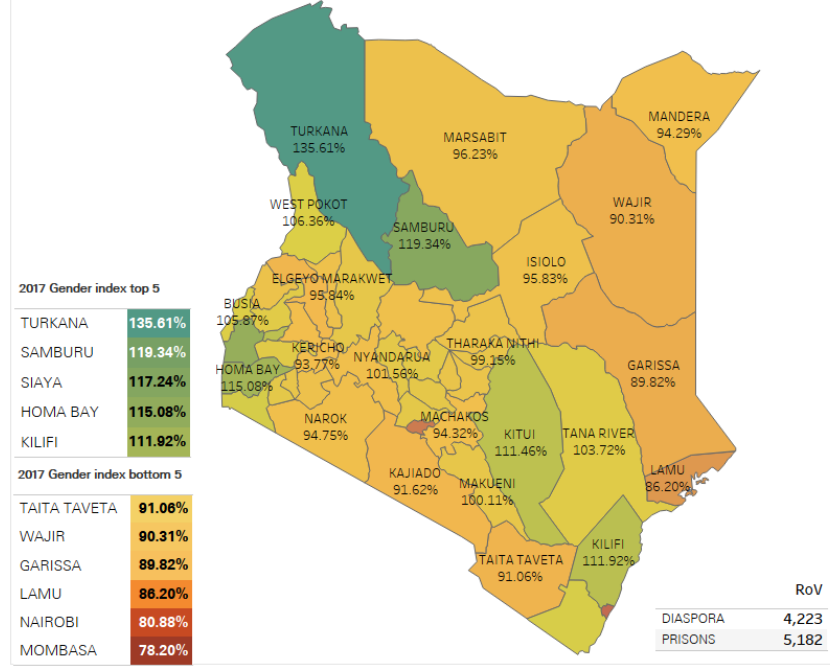 MANDERA
94.29%
TURKANA
135.61%
MARSABIT
96.23%
WAJIR
90.31%
WEST POKOT
106.36%
SAMBURU
119.34%
ISIOLO
95.83%
ELGEYO MARAKWET
95.84%
BUSIA
105.87%
KERICHO
93.77%
NYANDARUA
101.56%
THARAKA NITHI
99.15%
HOMA BAY
115.08%
GARISSA
89.82%
NAROK
94.75%
MACHAKOS
94.32%
KITUI
111.46%
TANA RIVER
103.72%
KAJIADO
91.62%
MAKUENI
100.11%
LAMU
86.20%
TAITA TAVETA
91.06%
KILIFI
111.92%
2017 Gender index top 5
TURKANA 135.61%
SAMBURU 119.34%
SIAYA 117.24%
HOMA BAY 115.08%
KILIFI 111.92%
2017 Gender index bottom 5
TAITA TAVETA 91.06%
WAJIR 90.31%
GARISSA 89.82%
LAMU 86.20%
NAIROBI 80.88%
MOMBASA 78.20%
RoV
DIASPORA 4,223
PRISONS 5,182